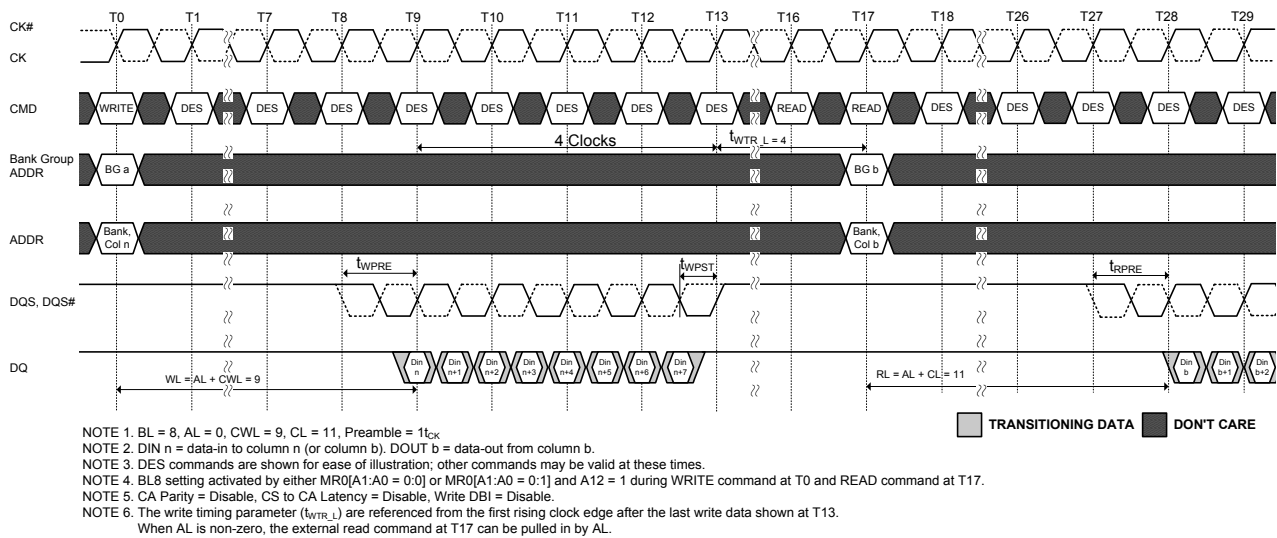 T0 T1 T7 T8 T9 T10 T11 T12 T13 T16 T17 T18 T26 T27 T28 T29
CK#
CK
CMD WRITE DES DES DES DES DES DES DES DES READ READ DES DES DES DES DES
4 Clocks tWTR_L = 4
Bank Group
ADDR
BG a BG b
ADDR
Bank,
Col n
Bank,
Col b
tWPRE tWPST tRPRE
DQS, DQS#
DQ
Din
n
Din
n+1
Din
n+2
Din
n+3
Din
n+4
Din
n+5
Din
n+6
Din
n+7
Din
b
Din
b+1
Din
b+2
WL = AL + CWL = 9
RL = AL + CL = 11
TRANSITIONING DATA DON'T CARE
NOTE 1. BL = 8, AL = 0, CWL = 9, CL = 11, Preamble = 1tCK
NOTE 2. DIN n = data-in to column n (or column b). DOUT b = data-out from column b.
NOTE 3. DES commands are shown for ease of illustration; other commands may be valid at these times.
NOTE 4. BL8 setting activated by either MR0[A1:A0 = 0:0] or MR0[A1:A0 = 0:1] and A12 = 1 during WRITE command at T0 and READ command at T17.
NOTE 5. CA Parity = Disable, CS to CA Latency = Disable, Write DBI = Disable.
NOTE 6. The write timing parameter (tWTR_L) are referenced from the first rising clock edge after the last write data shown at T13.
When AL is non-zero, the external read command at T17 can be pulled in by AL.